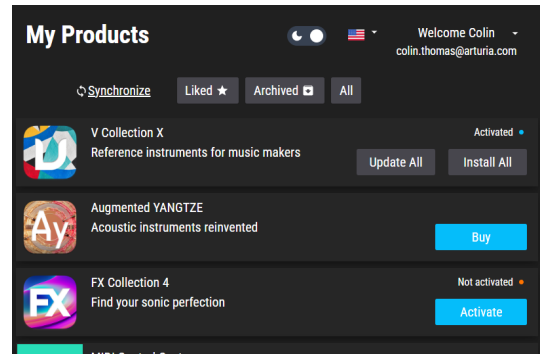 My Products
Welcome Colin
colin.thomas@arturia.com
Synchronize
Liked
Archived
All
V Collection X
Reference instruments for music makers
Activated
Update All
Install All
Ay
Augmented YANGTZE
Acoustic instruments reinvented
Buy
FX
FX Collection 4
Find your sonic perfection
Not activated
Activate